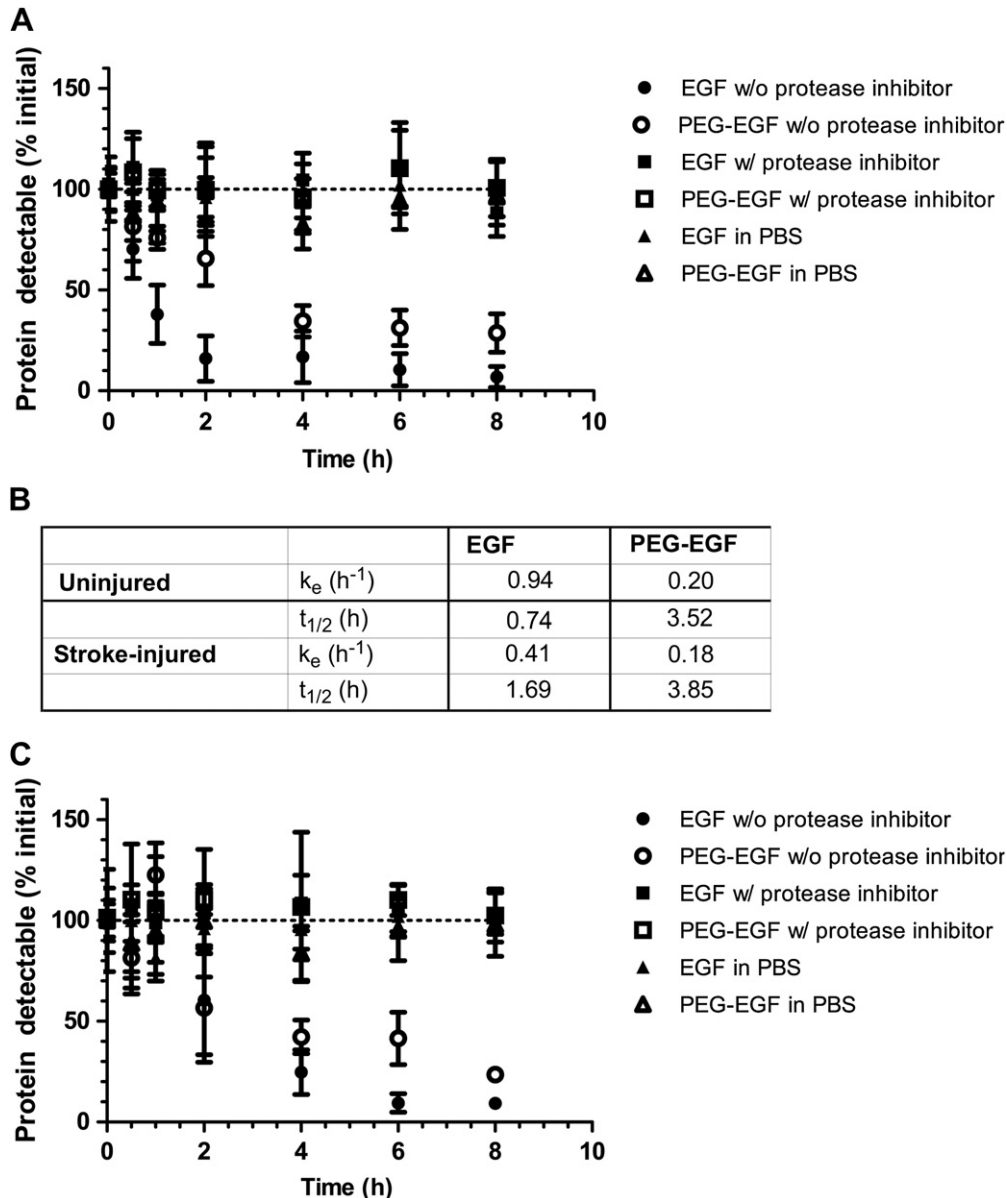 A
Protein detectable (% initial)
150
100
50
0
0 2 4 6 8 10
Time (h)
EGF w/o protease inhibitor
PEG-EGF w/o protease inhibitor
EGF w/ protease inhibitor
PEG-EGF w/ protease inhibitor
EGF in PBS
PEG-EGF in PBS
B
EGF PEG-EGF
Uninjured ke (h-1) 0.94 0.20
t1/2 (h) 0.74 3.52
Stroke-injured ke (h-1) 0.41 0.18
t1/2 (h) 1.69 3.85
C
Protein detectable (% initial)
150
100
50
0
0 2 4 6 8 10
Time (h)
EGF w/o protease inhibitor
PEG-EGF w/o protease inhibitor
EGF w/ protease inhibitor
PEG-EGF w/ protease inhibitor
EGF in PBS
PEG-EGF in PBS